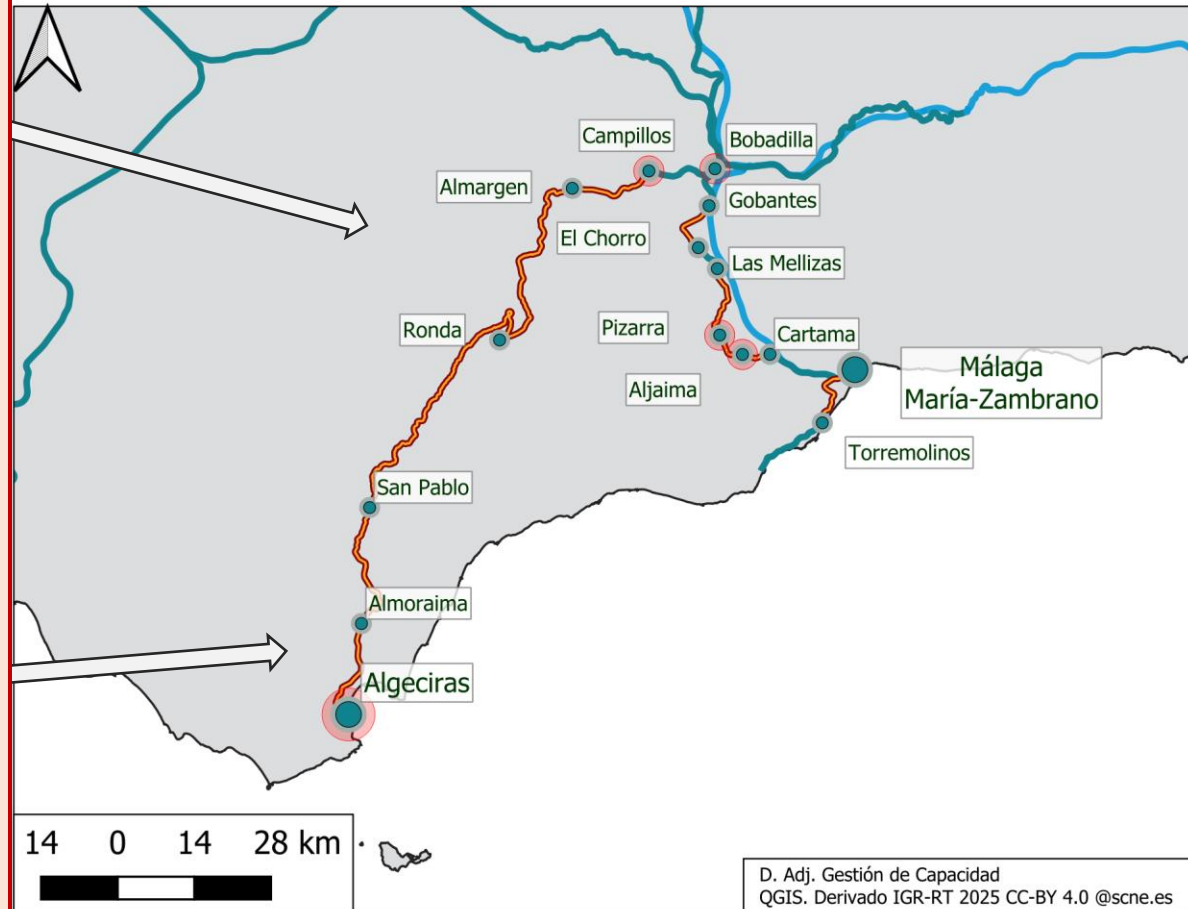 Campillos
Bobadilla
Almargen
Gobantes
El Chorro
Las Mellizas
Ronda
Pizarra
Cartama
Málaga
María-Zambrano
Aljaima
Torremolinos
San Pablo
Almoraima
Algeciras
14 0 14 28 km
D. Adj. Gestión de Capacidad
QGIS. Derivado IGR-RT 2025 CC-BY 4.0 @scne.es